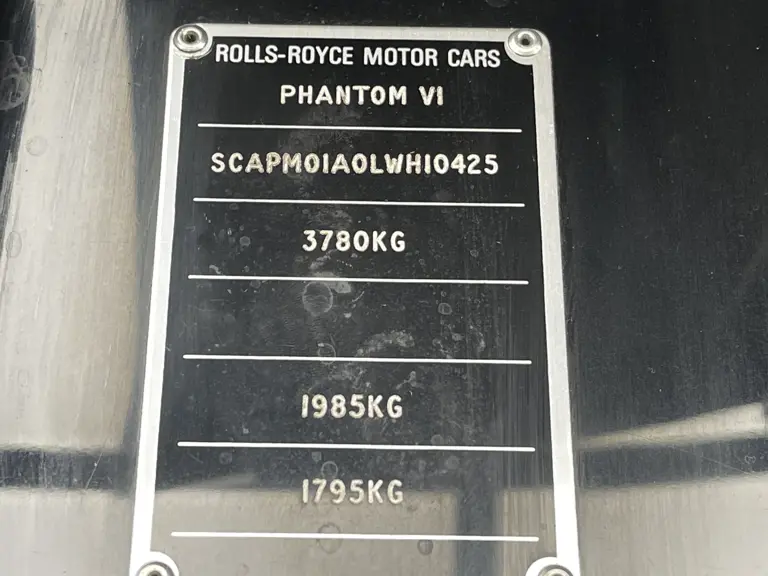 ROLLS-ROYCE MOTOR CARS
PHANTOM VI
SCAPM01A0LWH10425
3780KG
1985KG
1795KG